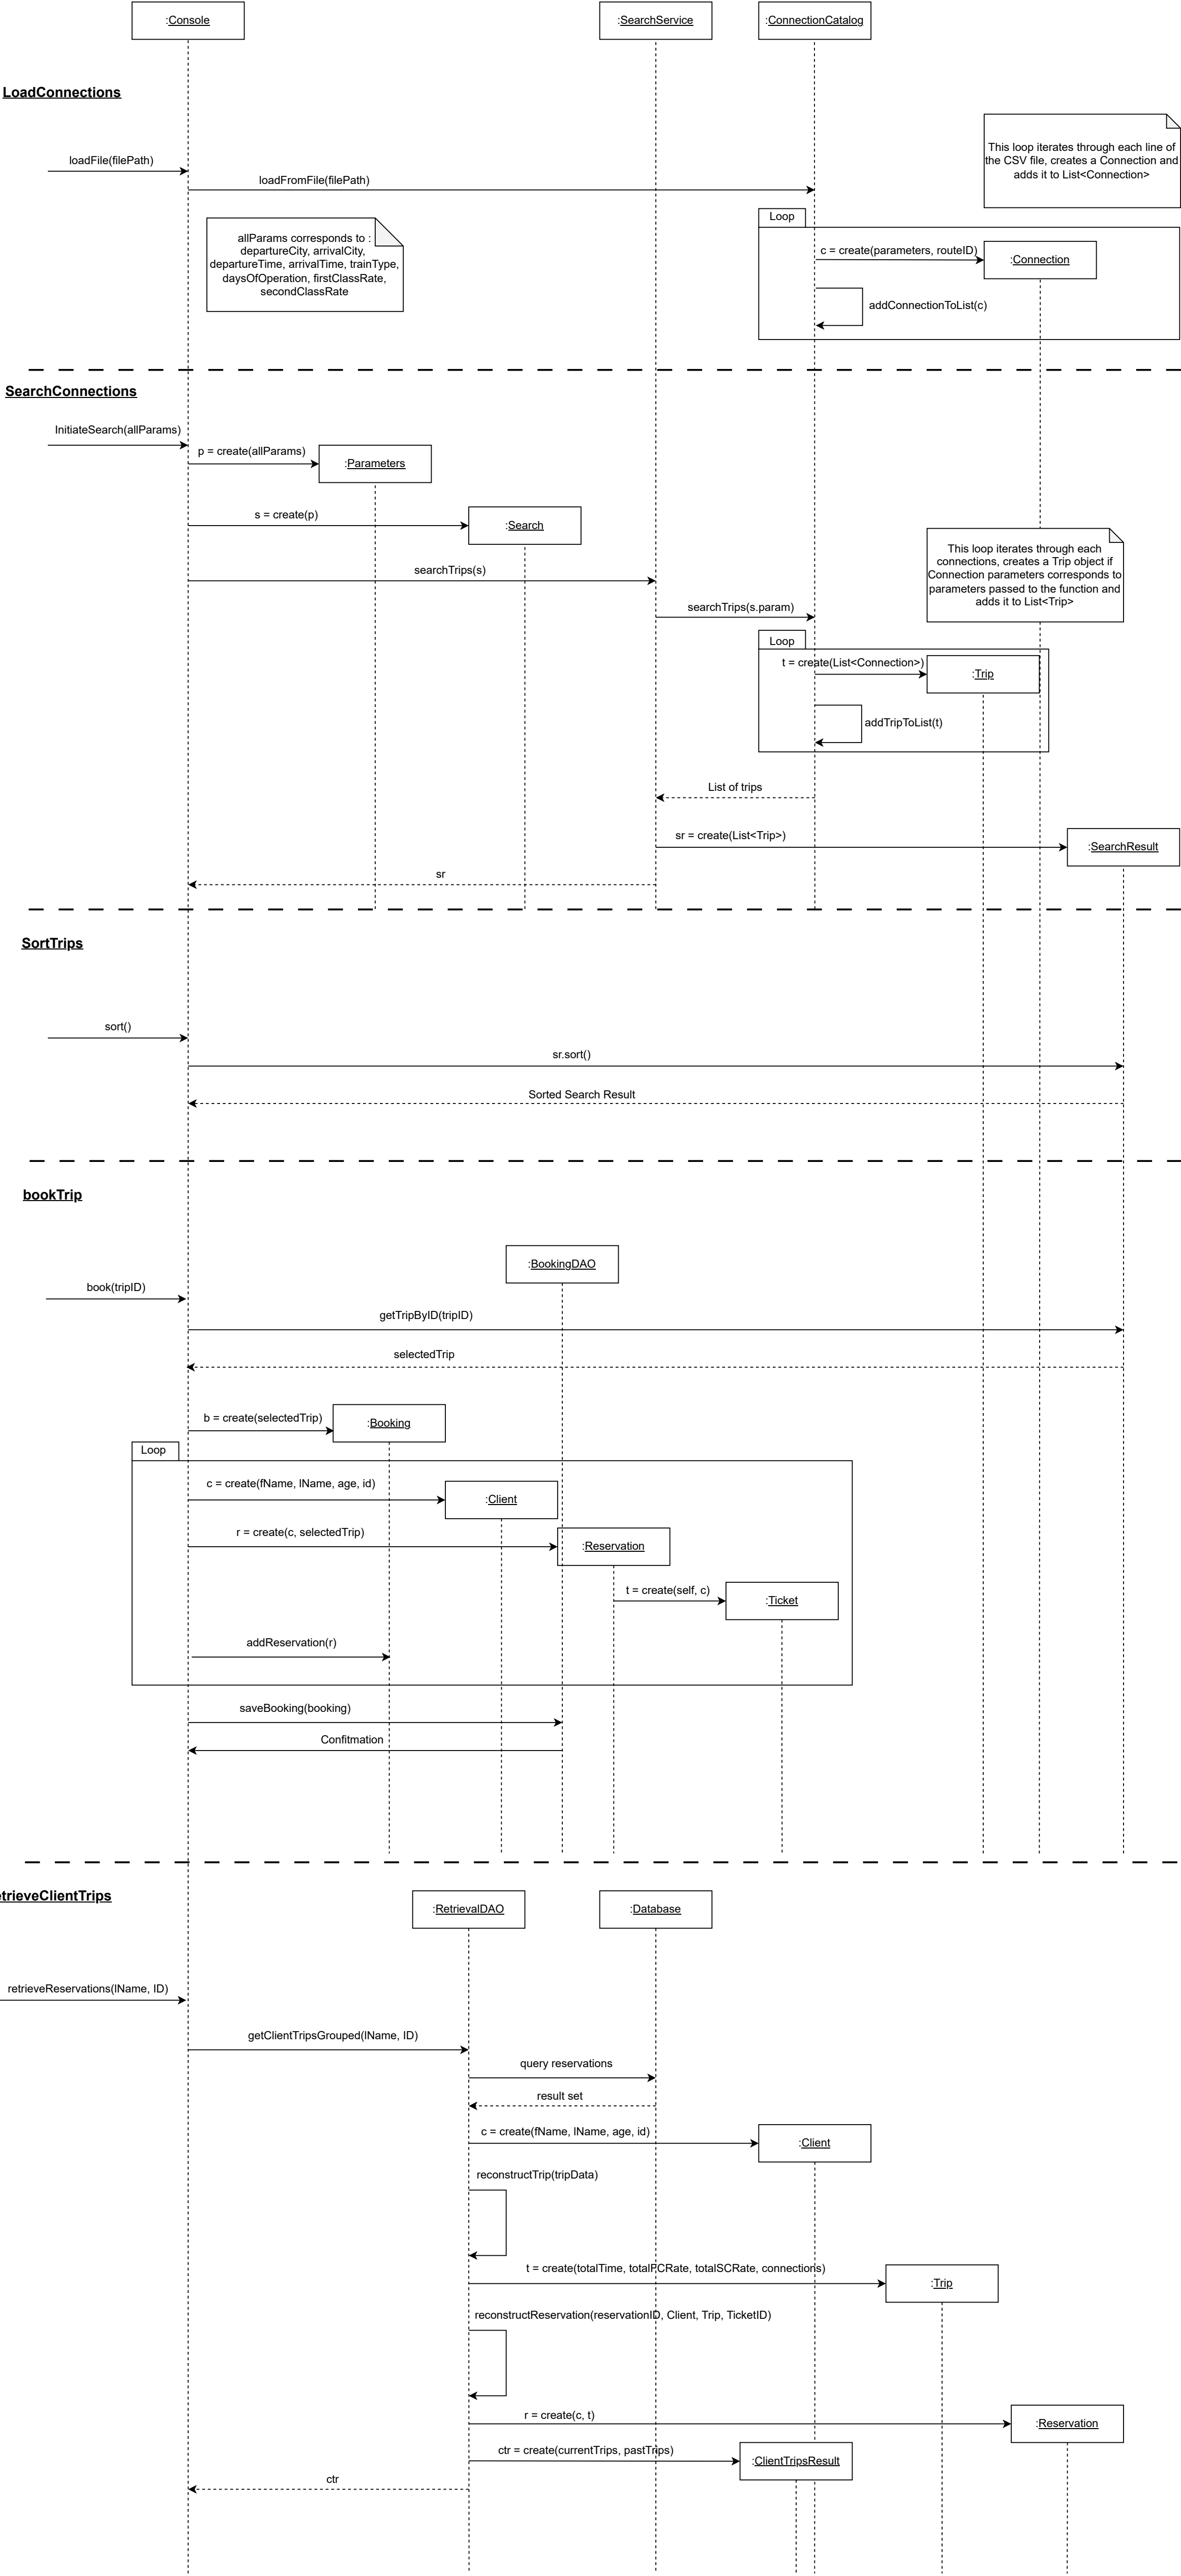 :Console
:SearchService
:ConnectionCatalog
LoadConnections
This loop iterates through each line of
the CSV file, creates a Connection and
adds it to List<Connection>
loadFile(filePath)
loadFromFile(filePath)
Loop
allParams corresponds to :
departureCity, arrivalCity,
departureTime, arrivalTime, trainType,
daysOfOperation, firstClassRate,
secondClassRate
c = create(parameters, routeID)
:Connection
addConnectionToList(c)
SearchConnections
InitiateSearch(allParams)
p = create(allParams)
:Parameters
s = create(p)
:Search
This loop iterates through each
connections, creates a Trip object if
Connection parameters corresponds to
parameters passed to the function and
adds it to List<Trip>
searchTrips(s)
searchTrips(s.param)
Loop
t = create(List<Connection>)
:Trip
addTripToList(t)
List of trips
sr = create(List<Trip>)
:SearchResult
sr
SortTrips
sort()
sr.sort()
Sorted Search Result
bookTrip
:BookingDAO
book(tripID)
getTripByID(tripID)
selectedTrip
b = create(selectedTrip)
:Booking
Loop
c = create(fName, lName, age, id)
:Client
r = create(c, selectedTrip)
:Reservation
t = create(self, c)
:Ticket
addReservation(r)
saveBooking(booking)
Confitmation
etrieveClientTrips
:RetrievalDAO
:Database
retrieveReservations(lName, ID)
getClientTripsGrouped(lName, ID)
query reservations
result set
c = create(fName, lName, age, id)
:Client
reconstructTrip(tripData)
t = create(totalTime, totalFCRate, totalSCRate, connections)
:Trip
reconstructReservation(reservationID, Client, Trip, TicketID)
r = create(c, t)
:Reservation
ctr = create(currentTrips, pastTrips)
:ClientTripsResult
ctr